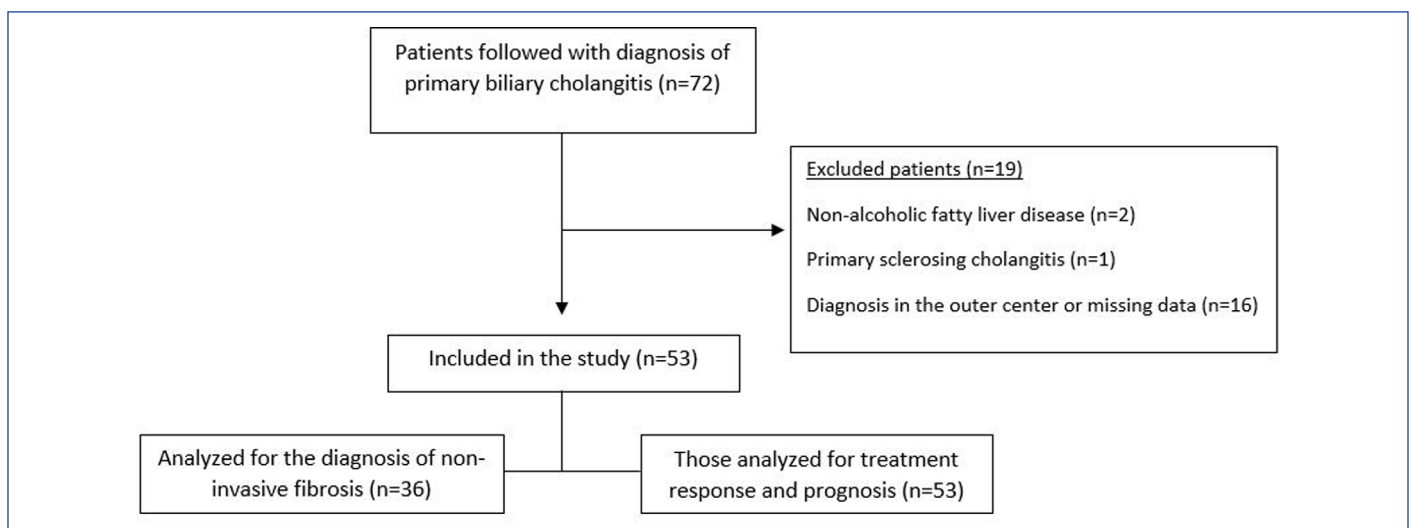 Patients followed with diagnosis of
primary biliary cholangitis (n=72)
Excluded patients (n=19)
Non-alcoholic fatty liver disease (n=2)
Primary sclerosing cholangitis (n=1)
Diagnosis in the outer center or missing data (n=16)
Included in the study (n=53)
Analyzed for the diagnosis of non-
invasive fibrosis (n=36)
Those analyzed for treatment
response and prognosis (n=53)